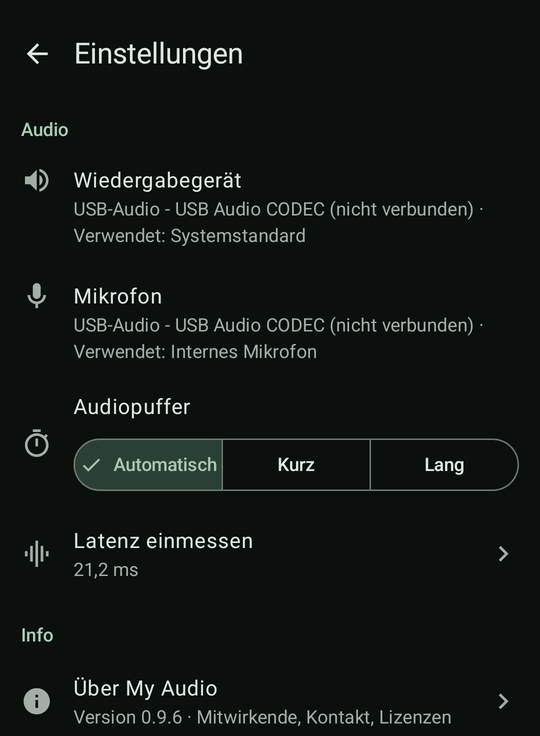 Einstellungen
Audio
Wiedergabegerät
USB-Audio - USB Audio CODEC (nicht verbunden) ·
Verwendet: Systemstandard
Mikrofon
USB-Audio - USB Audio CODEC (nicht verbunden) ·
Verwendet: Internes Mikrofon
Audiopuffer
Automatisch Kurz Lang
Latenz einmessen
21,2 ms
Info
Über My Audio
Version 0.9.6 · Mitwirkende, Kontakt, Lizenzen